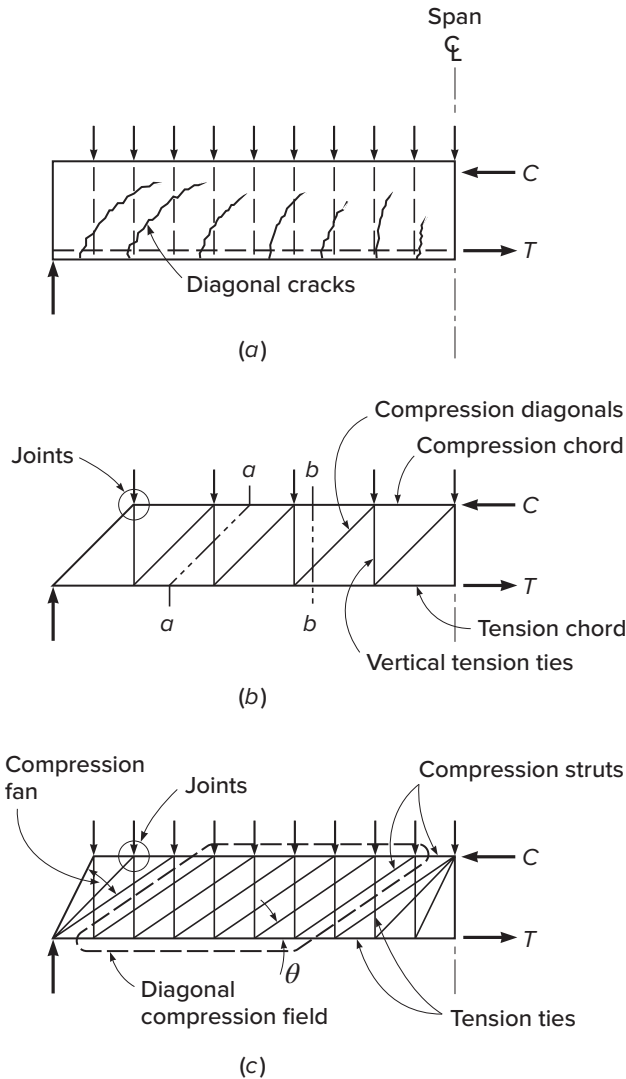 Span
℄
C
T
Diagonal cracks
(a)
Compression diagonals
Compression chord
Joints
a
b
C
T
a
b
Tension chord
Vertical tension ties
(b)
Compression
fan
Joints
Compression struts
C
T
θ
Diagonal
compression field
Tension ties
(c)